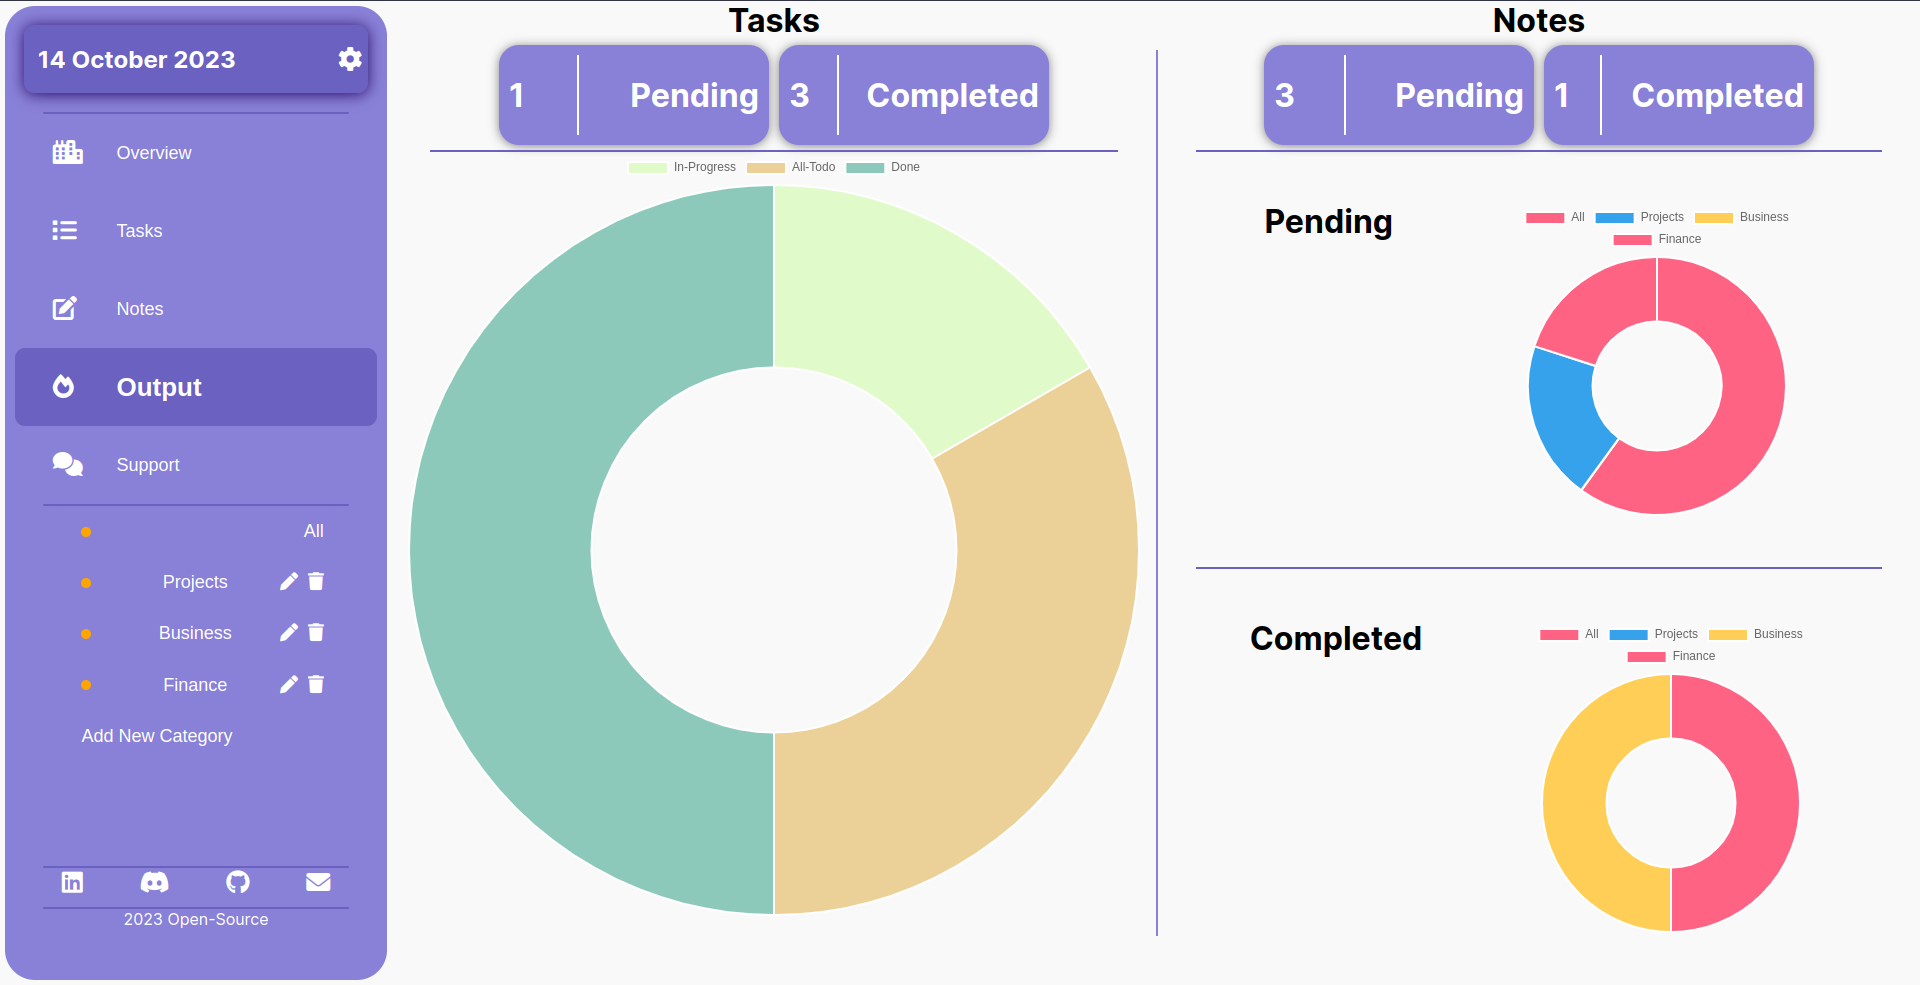 14 October 2023
Overview
Tasks
Notes
Output
Support
All
Projects
Business
Finance
Add New Category
in
2023 Open-Source
Tasks
1 Pending
3 Completed
In-Progress All-Todo Done
Notes
3 Pending
1 Completed
Pending
All Projects Business
Finance
Completed
All Projects Business
Finance